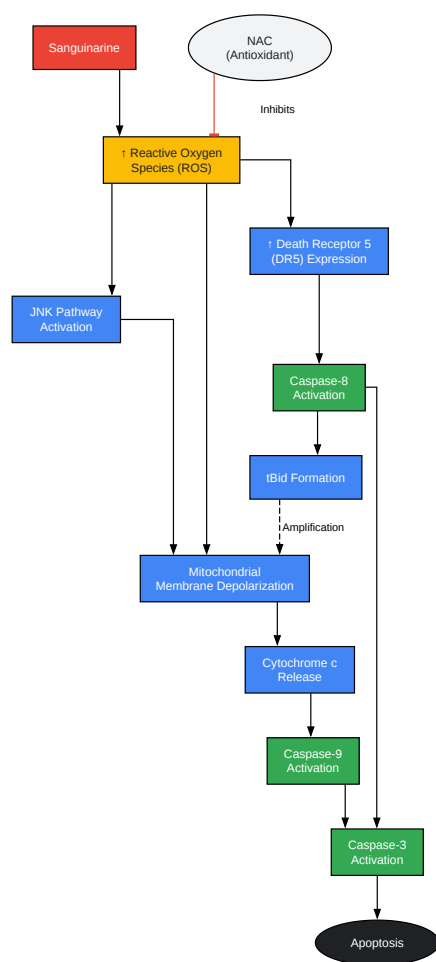 Sanguinarine
NAC
(Antioxidant)
Inhibits
↑ Reactive Oxygen
Species (ROS)
↑ Death Receptor 5
(DR5) Expression
JNK Pathway
Activation
Caspase-8
Activation
tBid Formation
Amplification
Mitochondrial
Membrane Depolarization
Cytochrome c
Release
Caspase-9
Activation
Caspase-3
Activation
Apoptosis